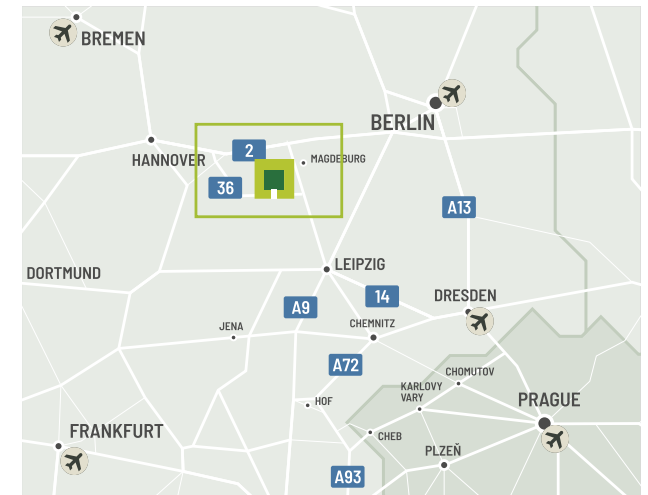 BREMEN
BERLIN
2
HANNOVER
MAGDEBURG
36
A13
LEIPZIG
DORTMUND
14
DRESDEN
A9
CHEMNITZ
JENA
A72
CHOMUTOV
KARLOVY
VARY
PRAGUE
HOF
FRANKFURT
CHEB
PLZEŇ
A93